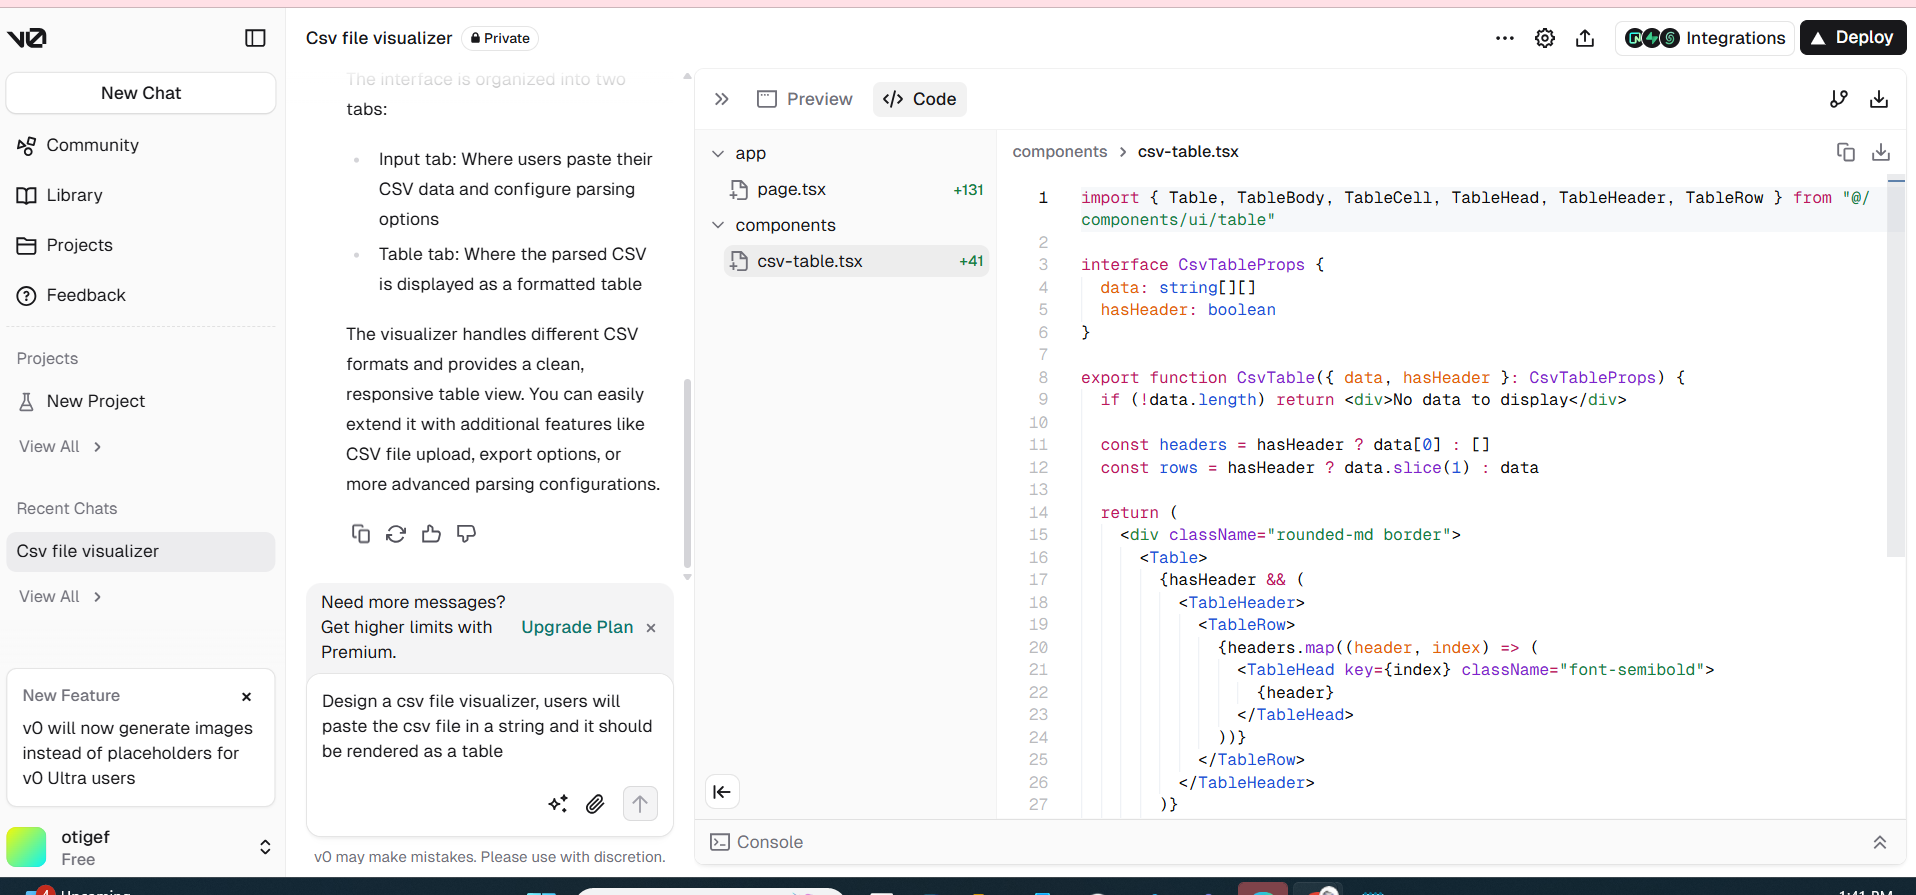 v0
New Chat
Community
Library
Projects
Feedback
Projects
New Project
View All
Recent Chats
Csv file visualizer
View All
New Feature
v0 will now generate images
instead of placeholders for
v0 Ultra users
otigef
Free
Csv file visualizer Private
Integrations
Deploy
The interface is organized into two
tabs:
Input tab: Where users paste their
CSV data and configure parsing
options
Table tab: Where the parsed CSV
is displayed as a formatted table
The visualizer handles different CSV
formats and provides a clean,
responsive table view. You can easily
extend it with additional features like
CSV file upload, export options, or
more advanced parsing configurations.
Need more messages?
Get higher limits with
Premium.
Upgrade Plan
Design a csv file visualizer, users will
paste the csv file in a string and it should
be rendered as a table
v0 may make mistakes. Please use with discretion.
Preview
Code
app
page.tsx +131
components
csv-table.tsx +41
components > csv-table.tsx
1 import { Table, TableBody, TableCell, TableHead, TableHeader, TableRow } from "@/
components/ui/table"
2
3 interface CsvTableProps {
4 data: string[][]
5 hasHeader: boolean
6 }
7
8 export function CsvTable({ data, hasHeader }: CsvTableProps) {
9 if (!data.length) return <div>No data to display</div>
10
11 const headers = hasHeader ? data[0] : []
12 const rows = hasHeader ? data.slice(1) : data
13
14 return (
15 <div className="rounded-md border">
16 <Table>
17 {hasHeader && (
18 <TableHeader>
19 <TableRow>
20 {headers.map((header, index) => (
21 <TableHead key={index} className="font-semibold">
22 {header}
23 </TableHead>
24 ))}
25 </TableRow>
26 </TableHeader>
27 )}
Console
4
Upcoming
1:41 PM